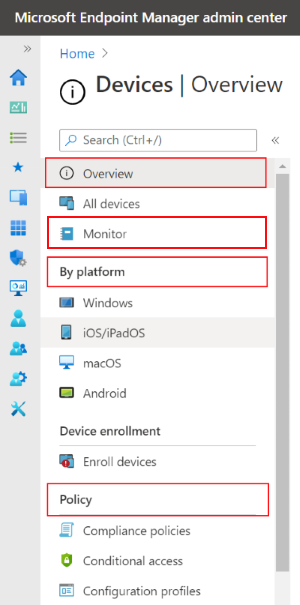 Microsoft Endpoint Manager admin center
Home >
Devices | Overview
Search (Ctrl+/)
Overview
All devices
Monitor
By platform
Windows
iOS/iPadOS
macOS
Android
Device enrollment
Enroll devices
Policy
Compliance policies
Conditional access
Configuration profiles